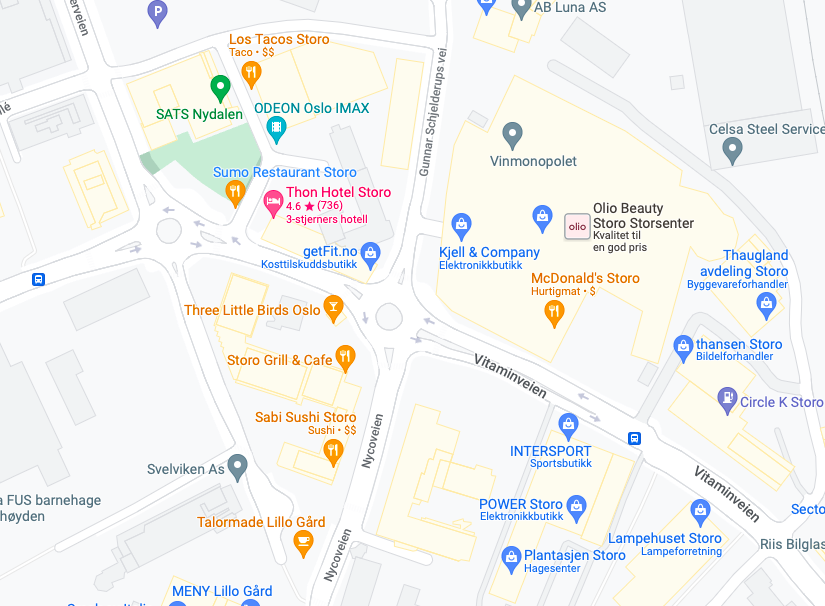 P
AB Luna AS
Los Tacos Storo
Taco • $$
SATS Nydalen
ODEON Oslo IMAX
Gunnar Schjelderups vei
Vinmonopolet
Celsa Steel Service
Sumo Restaurant Storo
Thon Hotel Storo
4.6 ★ (736)
3-stjerners hotell
olio
Olio Beauty
Storo Storsenter
Kvalitet til
en god pris
getFit.no
Kosttilskuddsbutikk
Kjell & Company
Elektronikkbutikk
Thaugland
avdeling Storo
Byggevareforhandler
McDonald's Storo
Hurtigmat • $
Three Little Birds Oslo
thansen Storo
Bildelforhandler
Storo Grill & Cafe
Vitaminveien
Circle K Storo
Sabi Sushi Storo
Sushi • $$
Nycoveien
INTERSPORT
Sportsbutikk
Svelviken As
Vitaminveien
a FUS barnehage
høyden
POWER Storo
Elektronikkbutikk
Secto
Talormade Lillo Gård
Lampehuset Storo
Lampeforretning
Riis Bilglas
Nycoveien
Plantasjen Storo
Hagesenter
MENY Lillo Gård